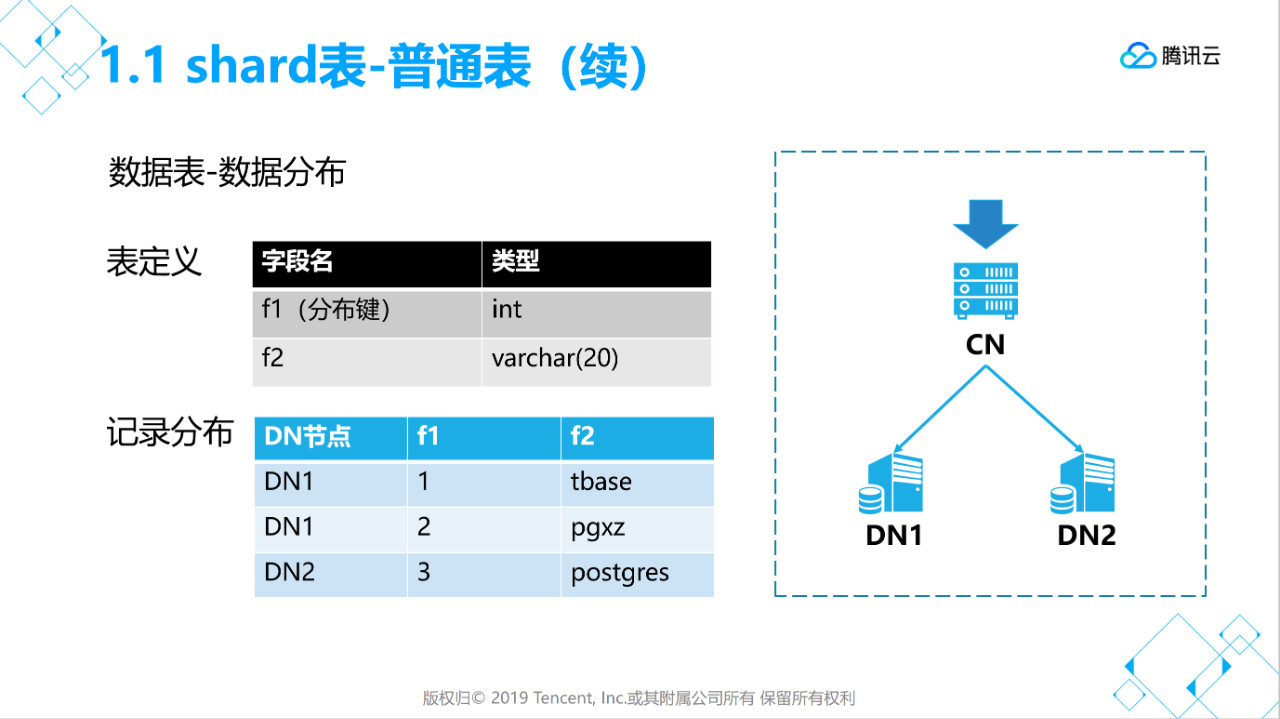 1.1 shard表-普通表（续）
腾讯云
数据表-数据分布
表定义
字段名 类型
f1（分布键） int
f2 varchar(20)
记录分布
DN节点 f1 f2
DN1 1 tbase
DN1 2 pgxz
DN2 3 postgres
CN
DN1 DN2
版权归© 2019 Tencent, Inc.或其附属公司所有 保留所有权利